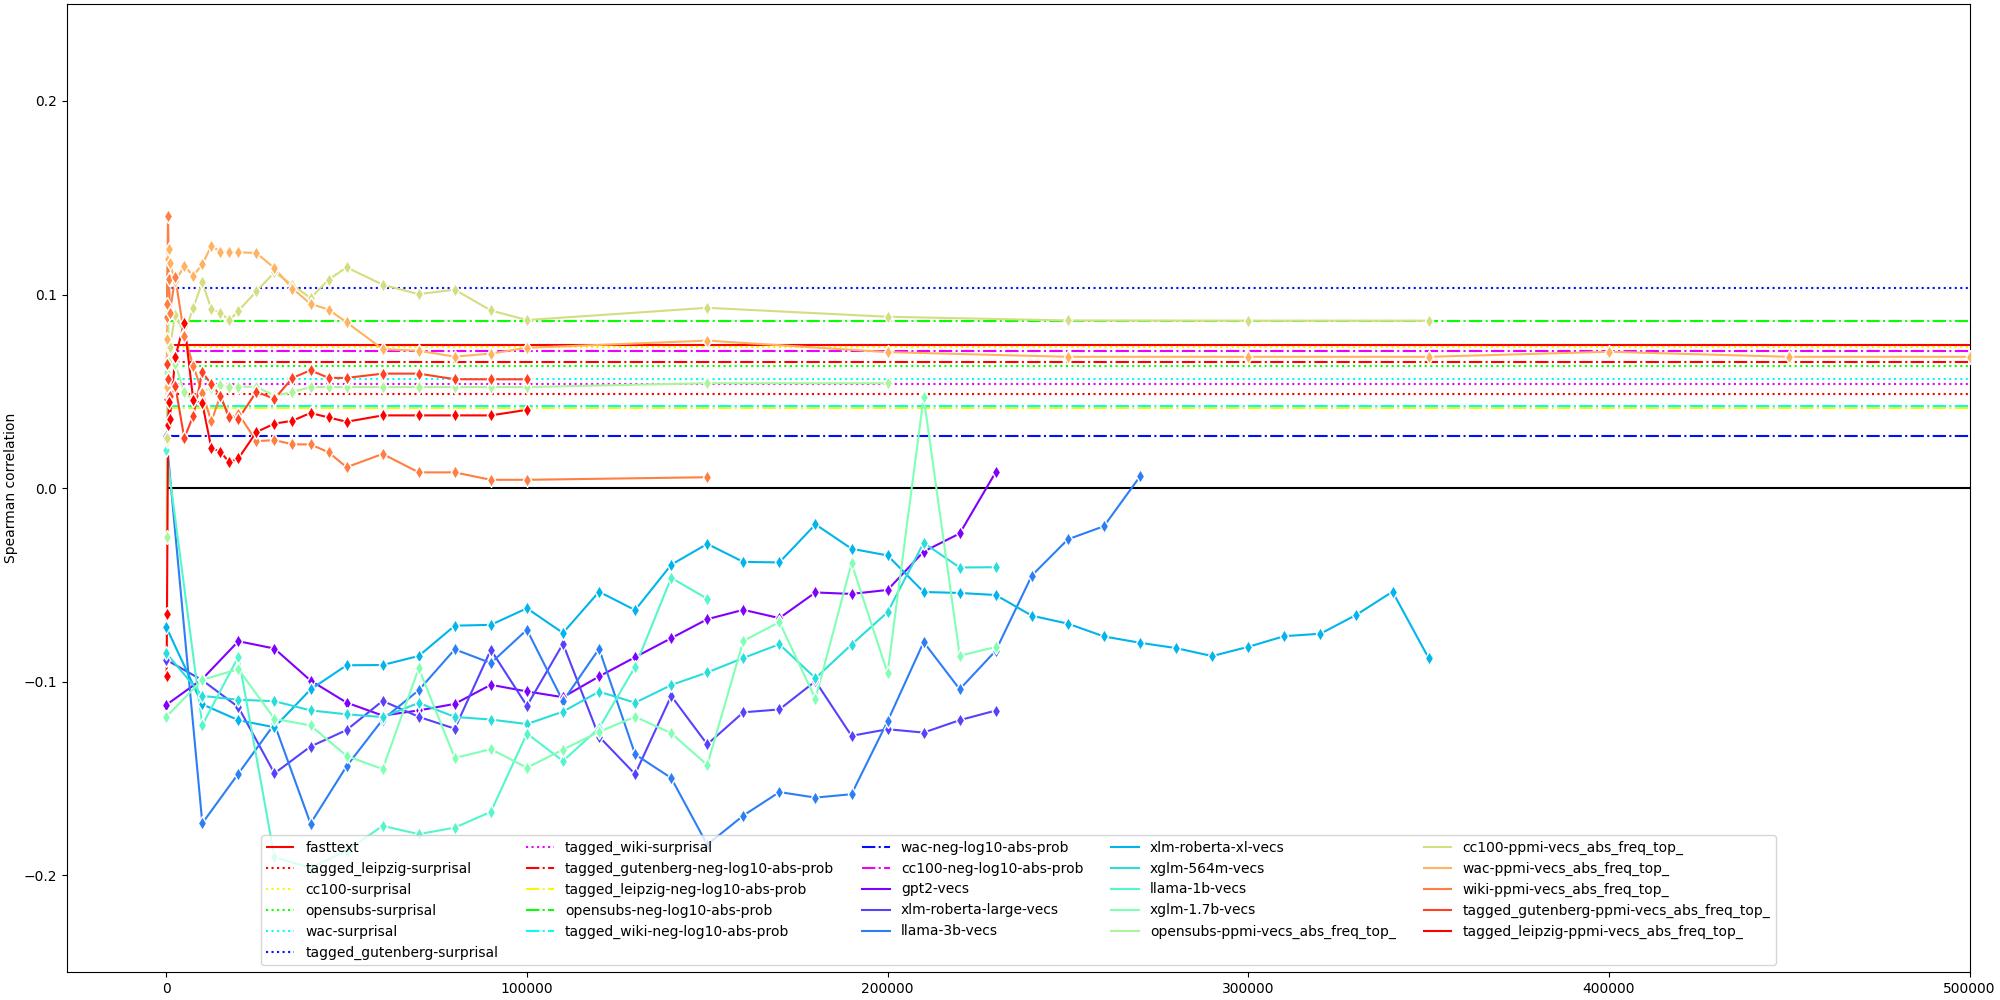 0.2
0.1
0.0
−0.1
−0.2
Spearman correlation
fasttext
tagged_leipzig-surprisal
cc100-surprisal
opensubs-surprisal
wac-surprisal
tagged_gutenberg-surprisal
tagged_wiki-surprisal
tagged_gutenberg-neg-log10-abs-prob
tagged_leipzig-neg-log10-abs-prob
opensubs-neg-log10-abs-prob
tagged_wiki-neg-log10-abs-prob
wac-neg-log10-abs-prob
cc100-neg-log10-abs-prob
gpt2-vecs
xlm-roberta-large-vecs
llama-3b-vecs
xlm-roberta-xl-vecs
xglm-564m-vecs
llama-1b-vecs
xglm-1.7b-vecs
opensubs-ppmi-vecs_abs_freq_top_
cc100-ppmi-vecs_abs_freq_top_
wac-ppmi-vecs_abs_freq_top_
wiki-ppmi-vecs_abs_freq_top_
tagged_gutenberg-ppmi-vecs_abs_freq_top_
tagged_leipzig-ppmi-vecs_abs_freq_top_
0 100000 200000 300000 400000 500000